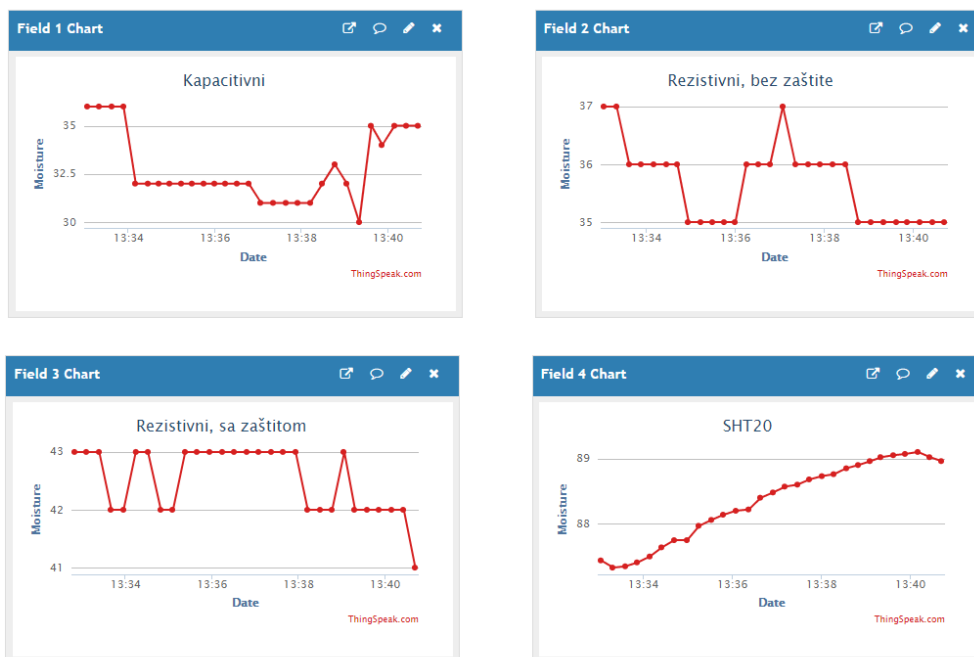 Field 1 Chart
Kapacitivni
35
32.5
30
Moisture
13:34 13:36 13:38 13:40
Date
ThingSpeak.com
Field 2 Chart
Rezistivni, bez zaštite
37
36
35
Moisture
13:34 13:36 13:38 13:40
Date
ThingSpeak.com
Field 3 Chart
Rezistivni, sa zaštitom
43
42
41
Moisture
13:34 13:36 13:38 13:40
Date
ThingSpeak.com
Field 4 Chart
SHT20
89
88
Moisture
13:34 13:36 13:38 13:40
Date
ThingSpeak.com